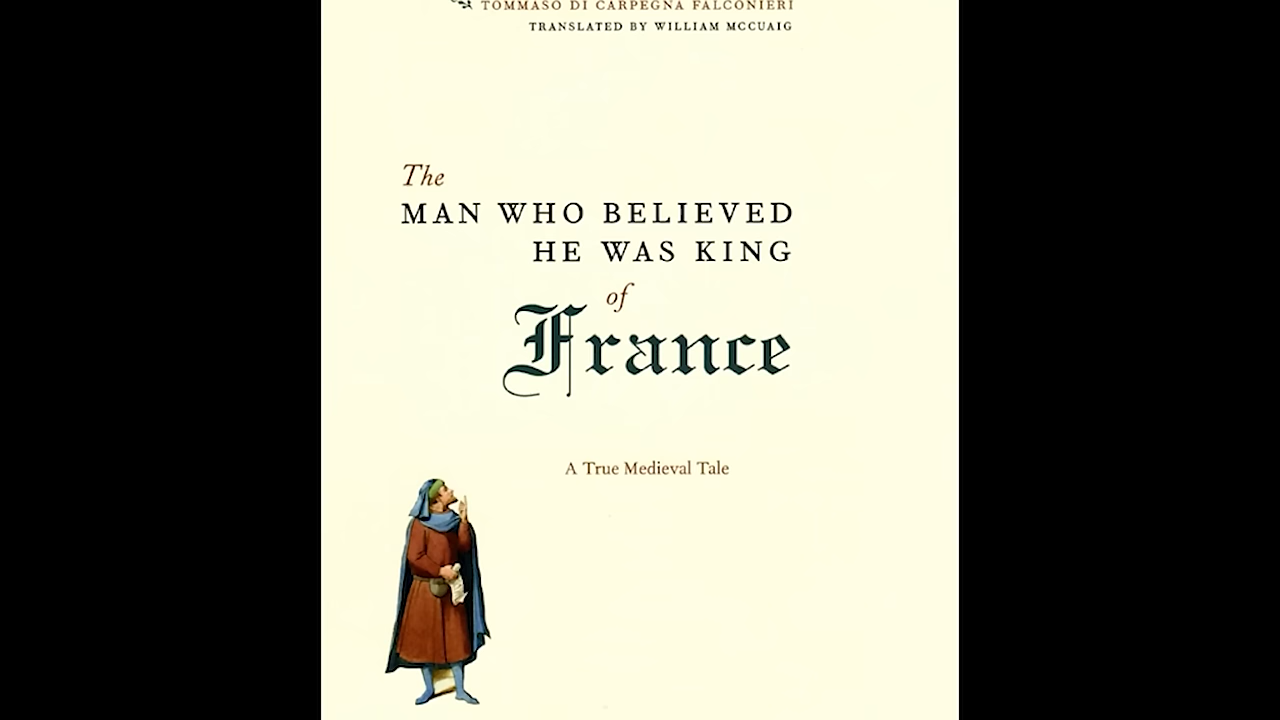 TOMMASO DI CARPEGNA FALCONIERI
TRANSLATED BY WILLIAM MCCUAIG
The
MAN WHO BELIEVED
HE WAS KING
of
France
A True Medieval Tale